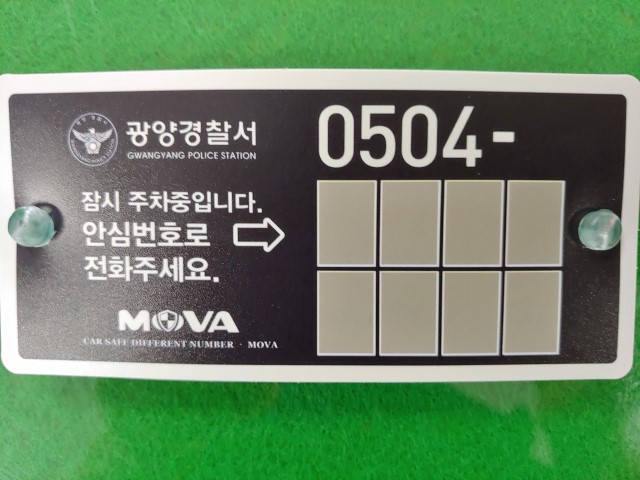 광양경찰서
GWANGYANG POLICE STATION
0504-
잠시 주차중입니다.
안심번호로
전화주세요.
MOVA
CAR SAFE DIFFERENT NUMBER · MOVA